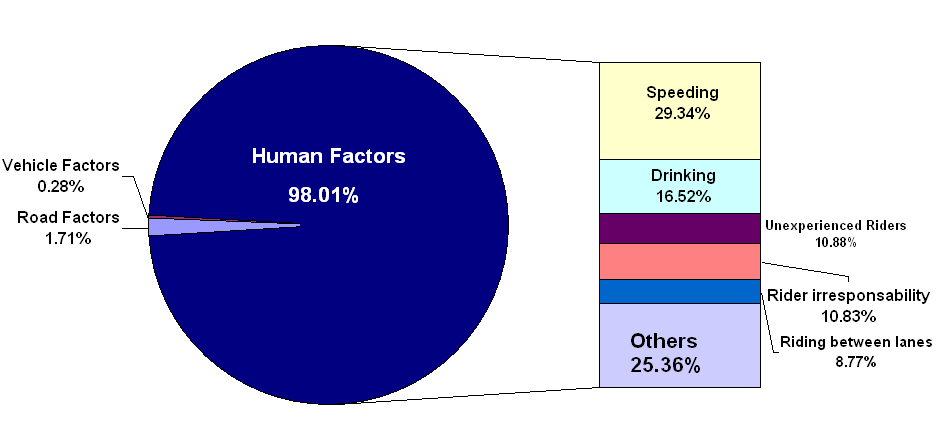 Human Factors
98.01%
Vehicle Factors
0.28%
Road Factors
1.71%
Speeding
29.34%
Drinking
16.52%
Unexperienced Riders
10.88%
Rider irresponsability
10.83%
Riding between lanes
8.77%
Others
25.36%